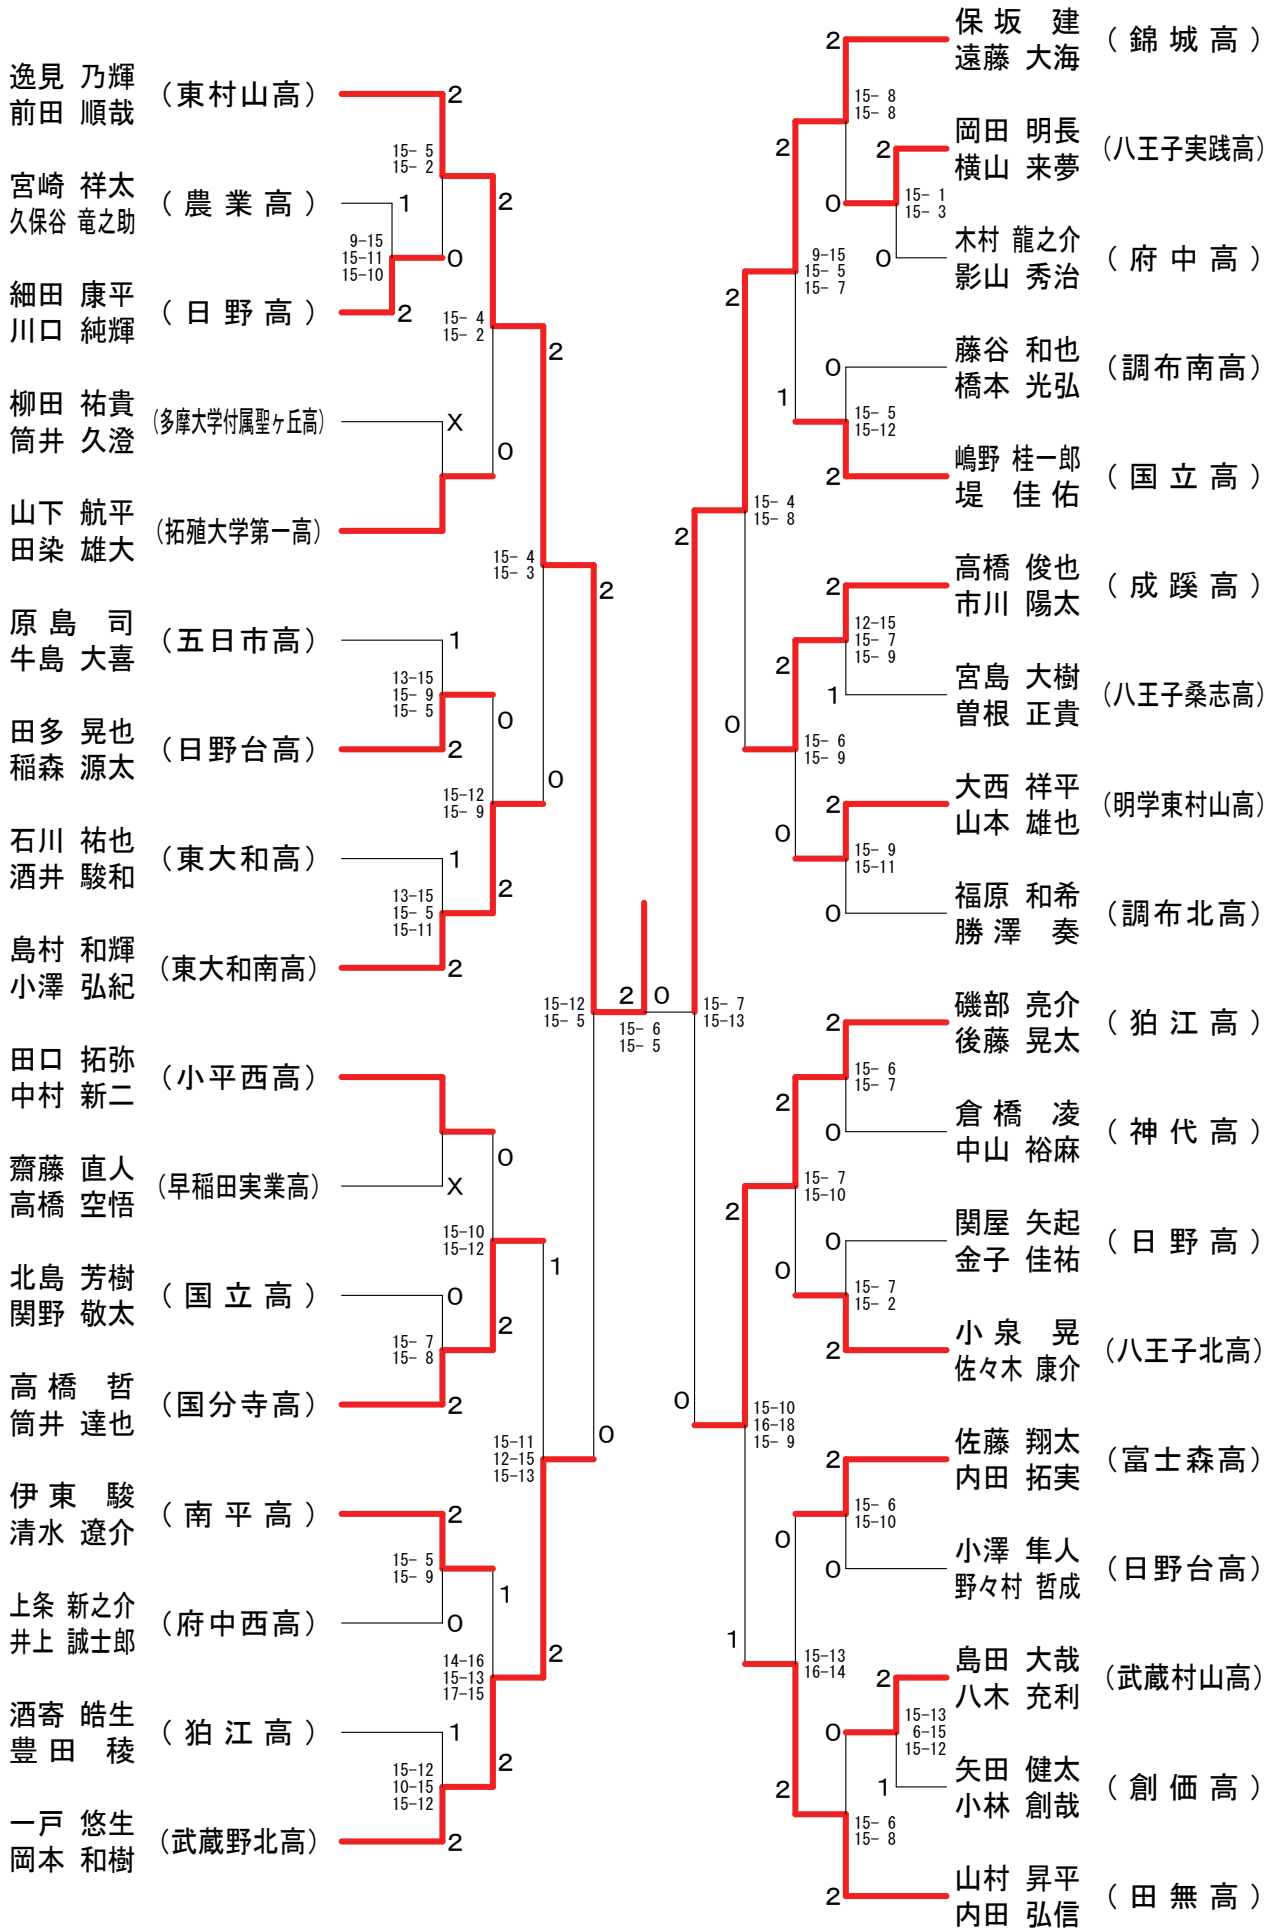 逸見 乃輝
前田 順哉
(東村山高)
2
15- 5
15- 2
宮崎 祥太
久保谷 竜之助
(農業高)
1
2
9-15
15-11
15-10
0
細田 康平
川口 純輝
(日野高)
2
15- 4
15- 2
2
柳田 祐貴
筒井 久澄
(多摩大学付属聖ヶ丘高)
X
0
山下 航平
田染 雄大
(拓殖大学第一高)
15- 4
15- 3
2
原島 司
牛島 大喜
(五日市高)
1
13-15
15- 9
15- 5
0
田多 晃也
稲森 源太
(日野台高)
2
15-12
15- 9
0
石川 祐也
酒井 駿和
(東大和高)
1
2
13-15
15- 5
15-11
島村 和輝
小澤 弘紀
(東大和南高)
2
15-12
15- 5
2
0
15- 6
15- 5
田口 拓弥
中村 新二
(小平西高)
0
齋藤 直人
高橋 空悟
(早稲田実業高)
X
15-10
15-12
1
北島 芳樹
関野 敬太
(国立高)
0
2
15- 7
15- 8
高橋 哲
筒井 達也
(国分寺高)
2
15-11
12-15
15-13
0
伊東 駿
清水 遼介
(南平高)
2
15- 5
15- 9
1
上条 新之介
井上 誠士郎
(府中西高)
0
14-16
15-13
17-15
2
酒寄 皓生
豊田 稜
(狛江高)
1
2
15-12
10-15
15-12
一戸 悠生
岡本 和樹
(武蔵野北高)
2
2
保坂 建
遠藤 大海
(錦城高)
15- 8
15- 8
2
2
岡田 明長
横山 来夢
(八王子実践高)
0
15- 1
15- 3
0
木村 龍之介
影山 秀治
(府中高)
9-15
15- 5
15- 7
2
0
藤谷 和也
橋本 光弘
(調布南高)
1
15- 5
15-12
2
嶋野 桂一郎
堤 佳佑
(国立高)
15- 4
15- 8
2
2
高橋 俊也
市川 陽太
(成蹊高)
12-15
15- 7
15- 9
2
1
宮島 大樹
曽根 正貴
(八王子桑志高)
0
15- 6
15- 9
2
大西 祥平
山本 雄也
(明学東村山高)
0
15- 9
15-11
0
福原 和希
勝澤 奏
(調布北高)
15- 7
15-13
2
磯部 亮介
後藤 晃太
(狛江高)
15- 6
15- 7
2
0
倉橋 凌
中山 裕麻
(神代高)
15- 7
15-10
2
0
関屋 矢起
金子 佳祐
(日野高)
0
15- 7
15- 2
2
小泉 晃
佐々木 康介
(八王子北高)
0
15-10
16-18
15- 9
2
佐藤 翔太
内田 拓実
(富士森高)
15- 6
15-10
0
0
小澤 隼人
野々村 哲成
(日野台高)
1
15-13
16-14
2
島田 大哉
八木 充利
(武蔵村山高)
0
15-13
6-15
15-12
2
1
矢田 健太
小林 創哉
(創価高)
15- 6
15- 8
2
山村 昇平
内田 弘信
(田無高)